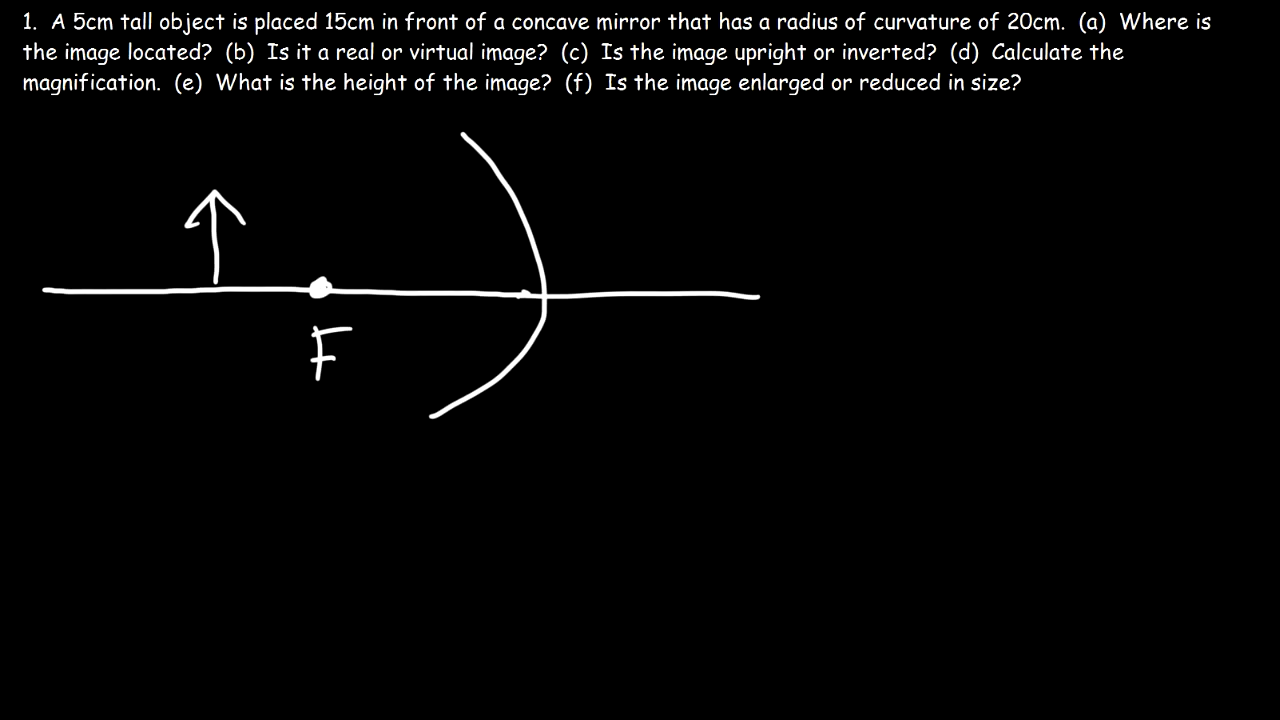 1. A 5cm tall object is placed 15cm in front of a concave mirror that has a radius of curvature of 20cm. (a) Where is
the image located? (b) Is it a real or virtual image? (c) Is the image upright or inverted? (d) Calculate the
magnification. (e) What is the height of the image? (f) Is the image enlarged or reduced in size?
F